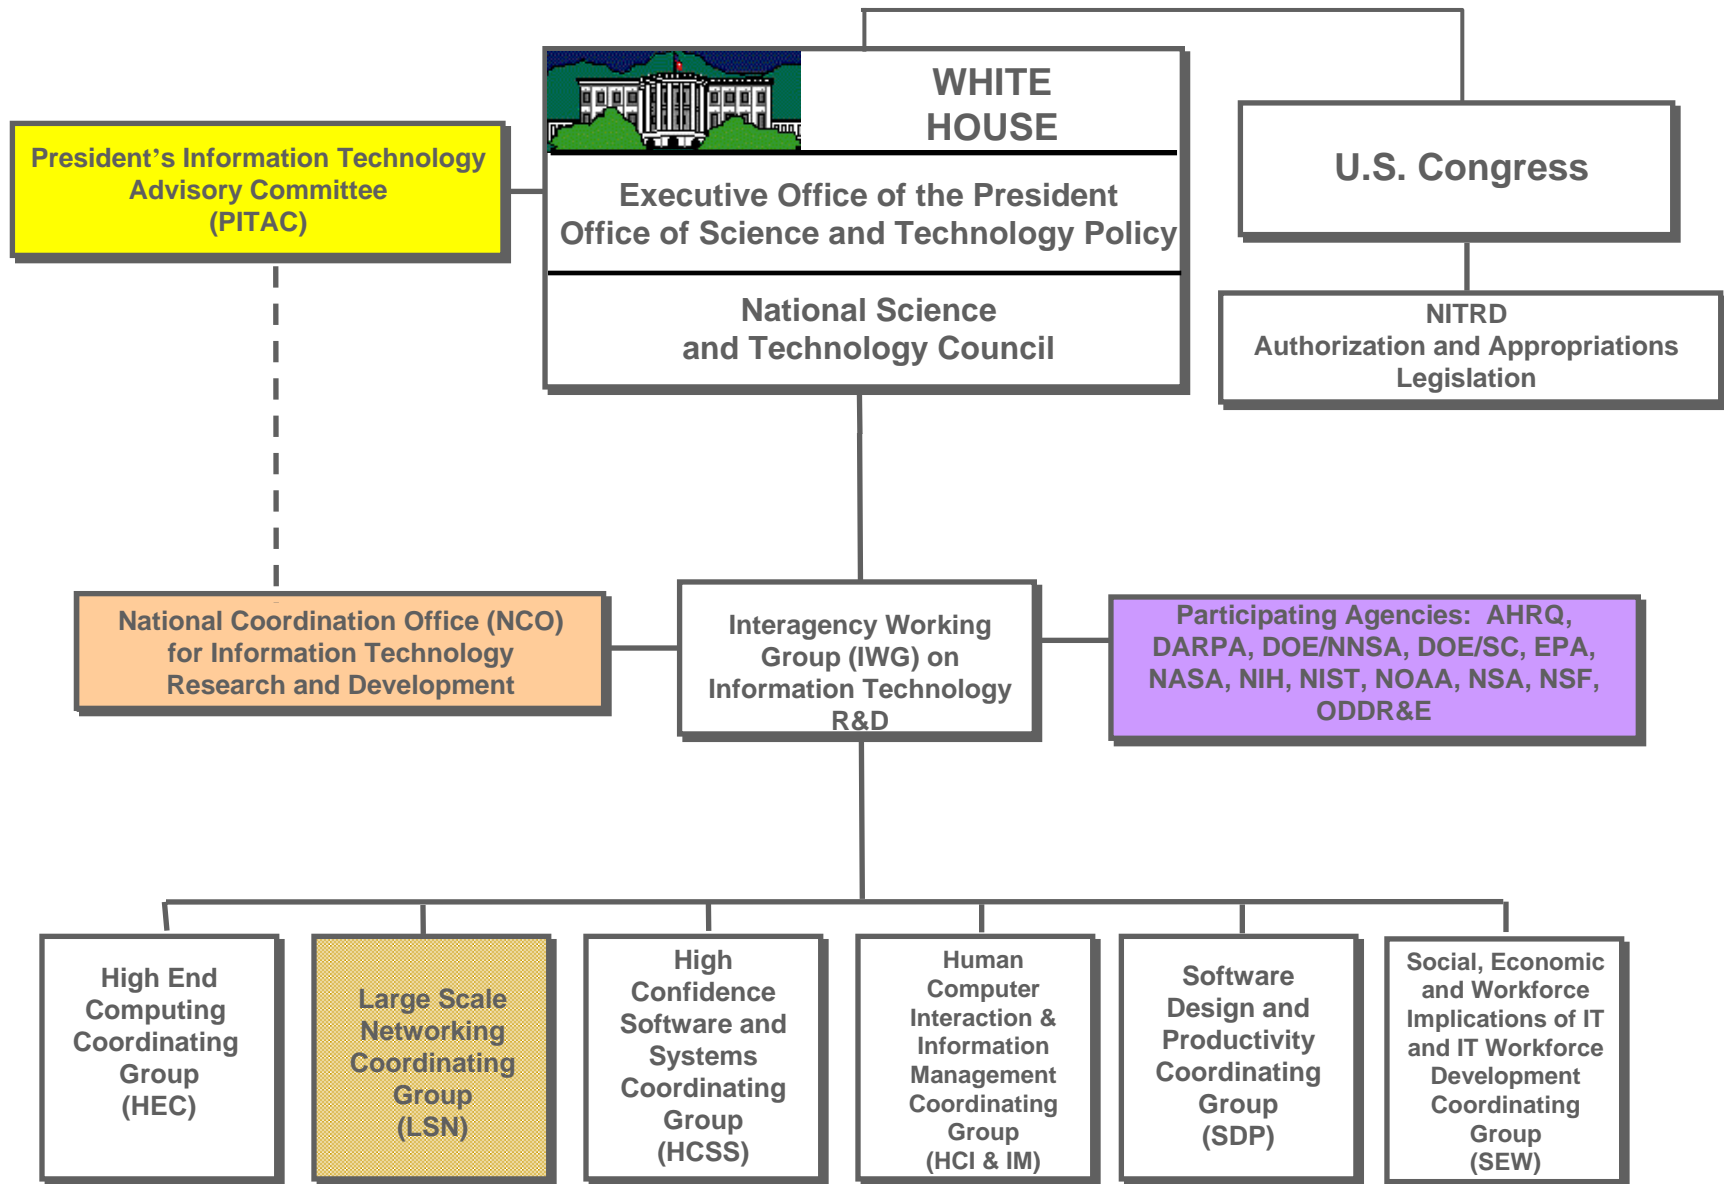 WHITE
HOUSE
President’s Information Technology
Advisory Committee
(PITAC)
Executive Office of the President
Office of Science and Technology Policy
National Science
and Technology Council
U.S. Congress
NITRD
Authorization and Appropriations
Legislation
National Coordination Office (NCO)
for Information Technology
Research and Development
Interagency Working
Group (IWG) on
Information Technology
R&D
Participating Agencies: AHRQ,
DARPA, DOE/NNSA, DOE/SC, EPA,
NASA, NIH, NIST, NOAA, NSA, NSF,
ODDR&E
High End
Computing
Coordinating
Group
(HEC)
Large Scale
Networking
Coordinating
Group
(LSN)
High
Confidence
Software and
Systems
Coordinating
Group
(HCSS)
Human
Computer
Interaction &
Information
Management
Coordinating
Group
(HCI & IM)
Software
Design and
Productivity
Coordinating
Group
(SDP)
Social, Economic
and Workforce
Implications of IT
and IT Workforce
Development
Coordinating
Group
(SEW)